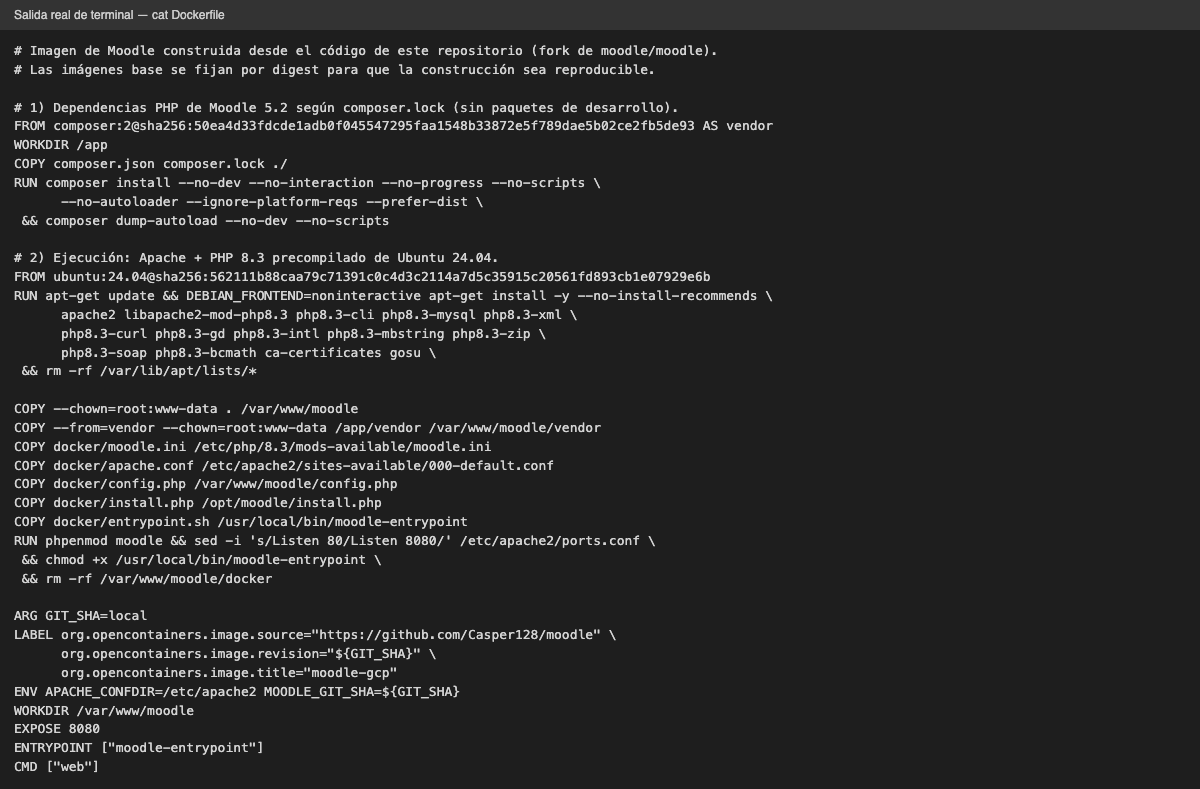 Salida real de terminal — cat Dockerfile
# Imagen de Moodle construida desde el código de este repositorio (fork de moodle/moodle).
# Las imágenes base se fijan por digest para que la construcción sea reproducible.
# 1) Dependencias PHP de Moodle 5.2 según composer.lock (sin paquetes de desarrollo).
FROM composer:2@sha256:50ea4d33fdcde1adb0f045547295faa1548b33872e5f789dae5b02ce2fb5de93 AS vendor
WORKDIR /app
COPY composer.json composer.lock ./
RUN composer install --no-dev --no-interaction --no-progress --no-scripts \
      --no-autoloader --ignore-platform-reqs --prefer-dist \
 && composer dump-autoload --no-dev --no-scripts
# 2) Ejecución: Apache + PHP 8.3 precompilado de Ubuntu 24.04.
FROM ubuntu:24.04@sha256:562111b88caa79c71391c0c4d3c2114a7d5c35915c20561fd893cb1e07929e6b
RUN apt-get update && DEBIAN_FRONTEND=noninteractive apt-get install -y --no-install-recommends \
      apache2 libapache2-mod-php8.3 php8.3-cli php8.3-mysql php8.3-xml \
      php8.3-curl php8.3-gd php8.3-intl php8.3-mbstring php8.3-zip \
      php8.3-soap php8.3-bcmath ca-certificates gosu \
 && rm -rf /var/lib/apt/lists/*
COPY --chown=root:www-data . /var/www/moodle
COPY --from=vendor --chown=root:www-data /app/vendor /var/www/moodle/vendor
COPY docker/moodle.ini /etc/php/8.3/mods-available/moodle.ini
COPY docker/apache.conf /etc/apache2/sites-available/000-default.conf
COPY docker/config.php /var/www/moodle/config.php
COPY docker/install.php /opt/moodle/install.php
COPY docker/entrypoint.sh /usr/local/bin/moodle-entrypoint
RUN phpenmod moodle && sed -i 's/Listen 80/Listen 8080/' /etc/apache2/ports.conf \
 && chmod +x /usr/local/bin/moodle-entrypoint \
 && rm -rf /var/www/moodle/docker
ARG GIT_SHA=local
LABEL org.opencontainers.image.source="https://github.com/Casper128/moodle" \
      org.opencontainers.image.revision="${GIT_SHA}" \
      org.opencontainers.image.title="moodle-gcp"
ENV APACHE_CONFDIR=/etc/apache2 MOODLE_GIT_SHA=${GIT_SHA}
WORKDIR /var/www/moodle
EXPOSE 8080
ENTRYPOINT ["moodle-entrypoint"]
CMD ["web"]